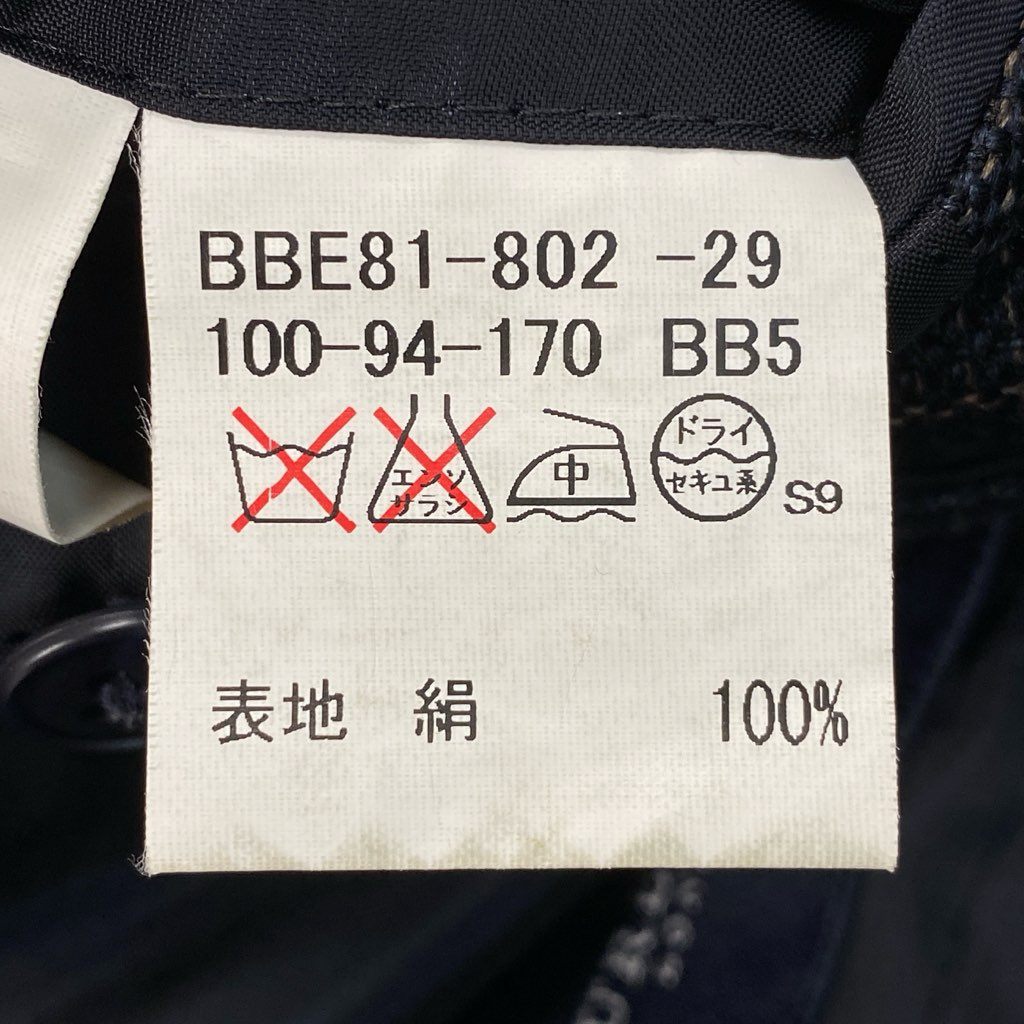 BBE81-802 -29
100-94-170 BB5
エンソ サラシ 中 ドライ セキユ系 S9
表地 絹 100%